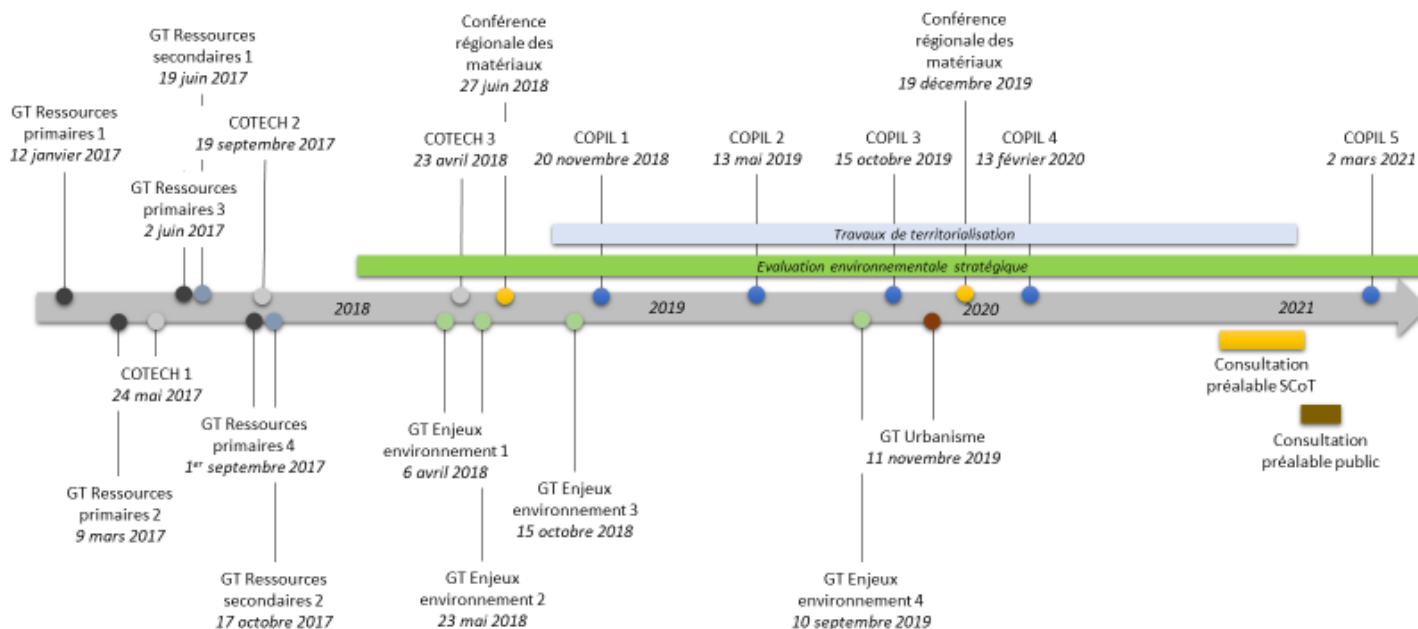 GT Ressources
primaires 1
12 janvier 2017
GT Ressources
secondaires 1
19 juin 2017
GT Ressources
primaires 3
2 juin 2017
COTECH 2
19 septembre 2017
COTECH 3
23 avril 2018
Conférence
régionale des
matériaux
27 juin 2018
COPIL 1
20 novembre 2018
COPIL 2
13 mai 2019
COPIL 3
15 octobre 2019
Conférence
régionale des
matériaux
19 décembre 2019
COPIL 4
13 février 2020
COPIL 5
2 mars 2021
Travaux de territorialisation
Evaluation environnementale stratégique
2018
2019
2020
2021
COTECH 1
24 mai 2017
GT Ressources
primaires 2
9 mars 2017
GT Ressources
primaires 4
1er septembre 2017
GT Ressources
secondaires 2
17 octobre 2017
GT Enjeux
environnement 1
6 avril 2018
GT Enjeux
environnement 2
23 mai 2018
GT Enjeux
environnement 3
15 octobre 2018
GT Enjeux
environnement 4
10 septembre 2019
GT Urbanisme
11 novembre 2019
Consultation
préalable SCoT
Consultation
préalable public